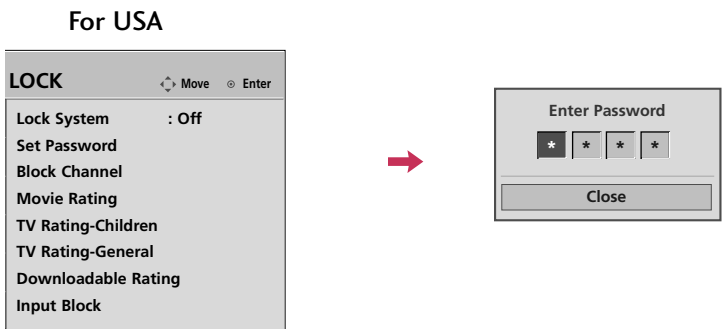 For USA
LOCK Move Enter
Lock System : Off
Set Password
Block Channel
Movie Rating
TV Rating-Children
TV Rating-General
Downloadable Rating
Input Block
Enter Password
* * * *
Close